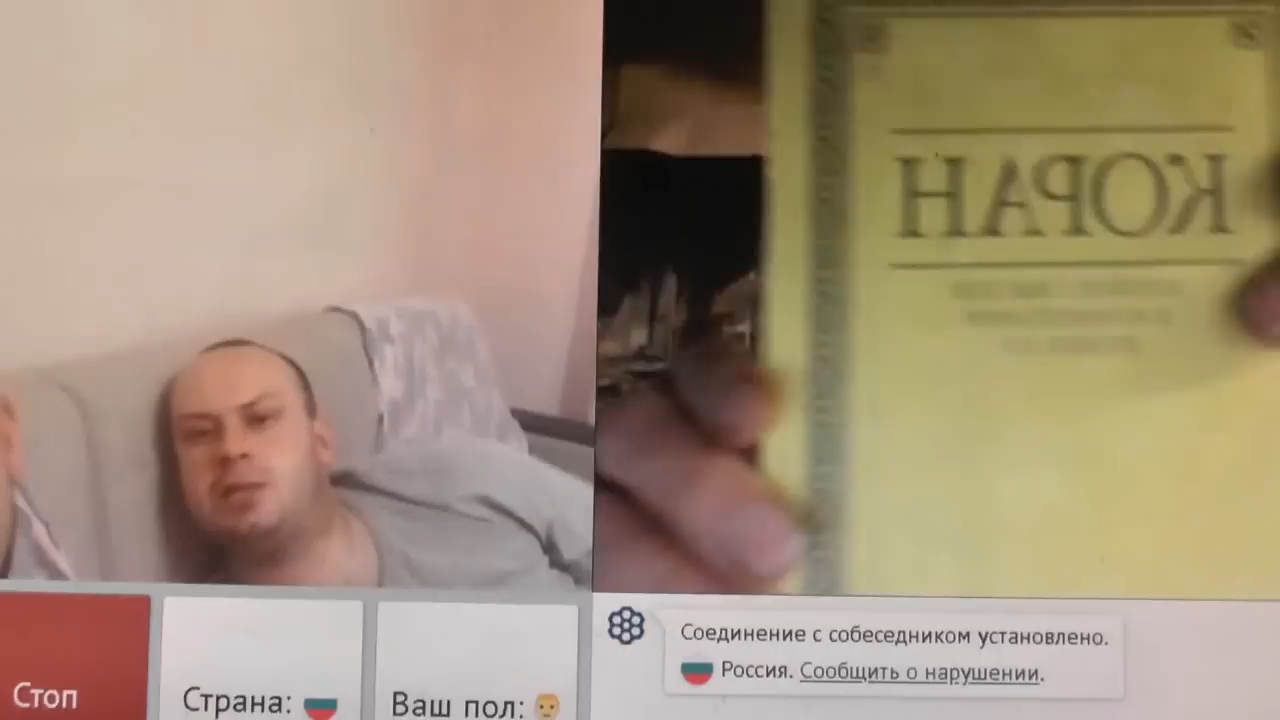 КОРАН
Соединение с собеседником установлено.
Россия. Сообщить о нарушении.
Стоп
Страна:
Ваш пол: